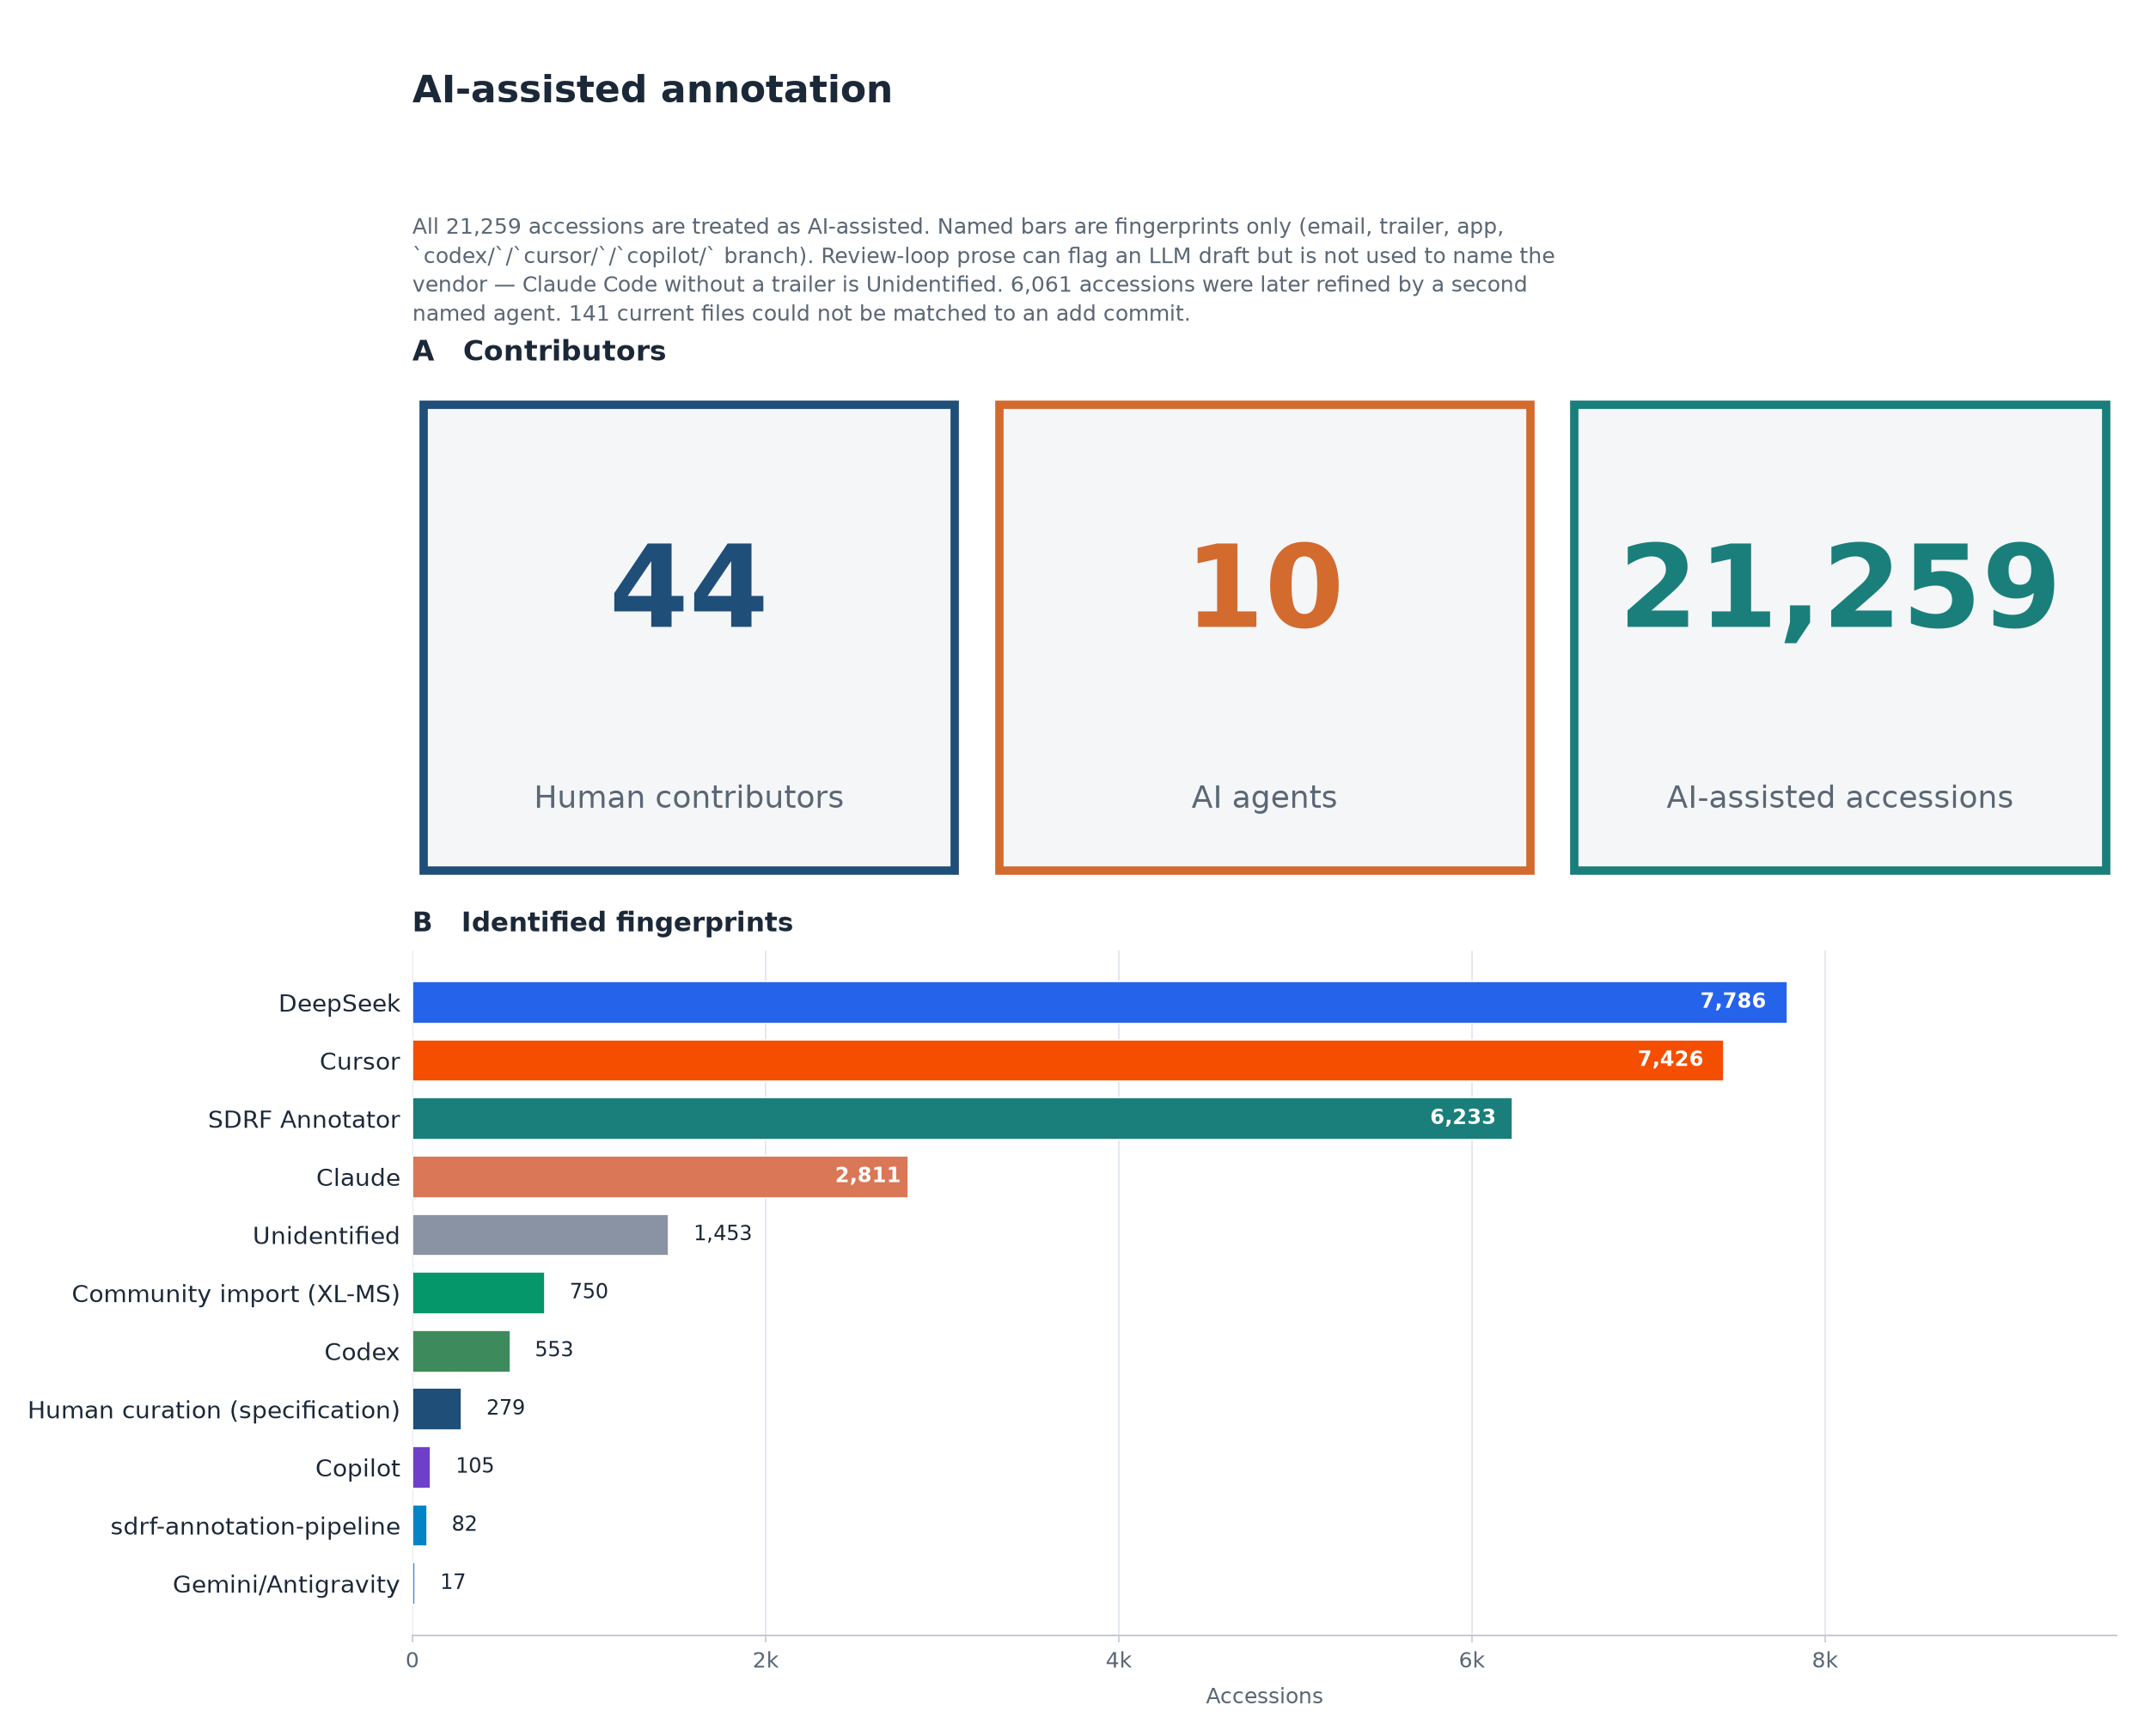 AI-assisted annotation
All 21,259 accessions are treated as AI-assisted. Named bars are fingerprints only (email, trailer, app,
`codex/`/`cursor/`/`copilot/` branch). Review-loop prose can flag an LLM draft but is not used to name the
vendor — Claude Code without a trailer is Unidentified. 6,061 accessions were later refined by a second
named agent. 141 current files could not be matched to an add commit.
A Contributors
44
Human contributors
10
AI agents
21,259
AI-assisted accessions
B Identified fingerprints
DeepSeek 7,786
Cursor 7,426
SDRF Annotator 6,233
Claude 2,811
Unidentified 1,453
Community import (XL-MS) 750
Codex 553
Human curation (specification) 279
Copilot 105
sdrf-annotation-pipeline 82
Gemini/Antigravity 17
0 2k 4k 6k 8k
Accessions